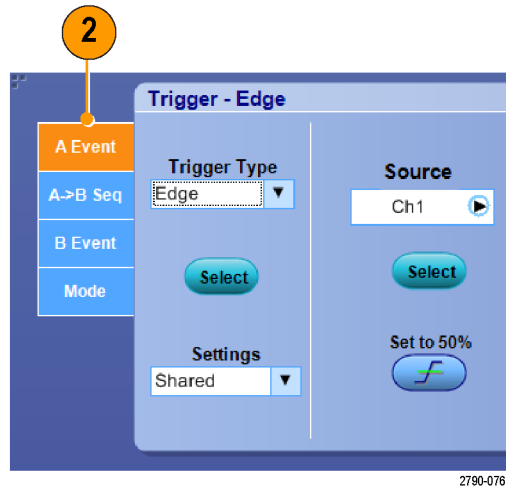 2
Trigger - Edge
A Event
A->B Seq
B Event
Mode
Trigger Type
Edge
Select
Settings
Shared
Source
Ch1
Select
Set to 50%
2790-076